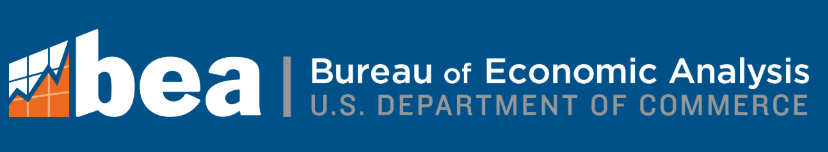 bea
Bureau of Economic Analysis
U.S. DEPARTMENT OF COMMERCE